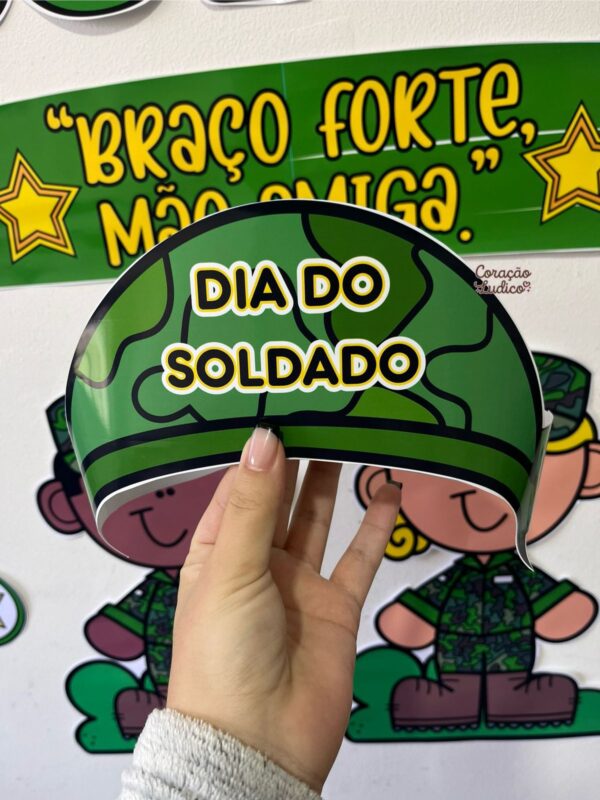 "BRAÇO FORTE,
MÃO AMIGA."
Coração
Lúdico
DIA DO
SOLDADO